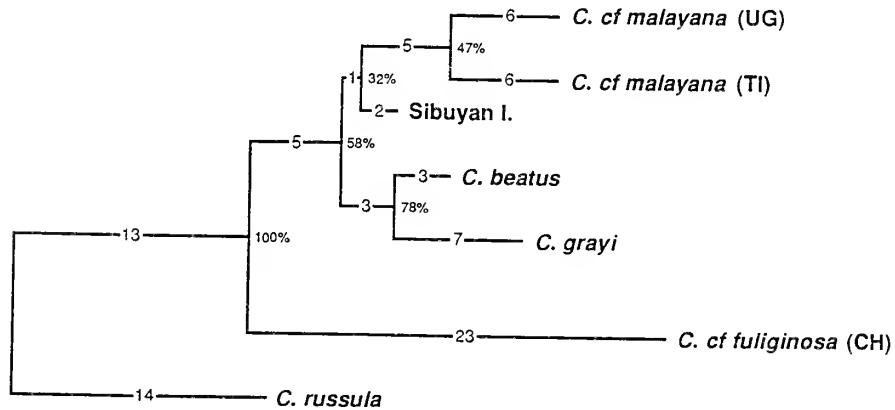 6 C. cf malayana (UG)
5 47%
1 32% 6 C. cf malayana (TI)
2 Sibuyan I.
5 58%
3 C. beatus
3 78%
13 100% 7 C. grayi
23 C. cf fuliginosa (CH)
14 C. russula